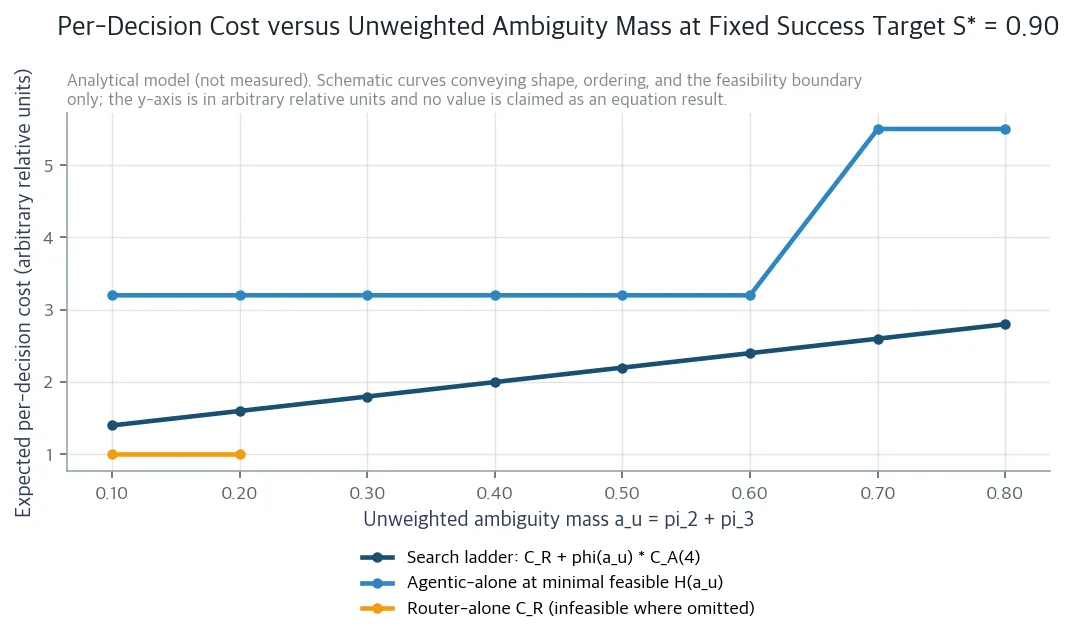 Per-Decision Cost versus Unweighted Ambiguity Mass at Fixed Success Target S* = 0.90
Analytical model (not measured). Schematic curves conveying shape, ordering, and the feasibility boundary
only; the y-axis is in arbitrary relative units and no value is claimed as an equation result.
Expected per-decision cost (arbitrary relative units)
5
4
3
2
1
0.10 0.20 0.30 0.40 0.50 0.60 0.70 0.80
Unweighted ambiguity mass a_u = pi_2 + pi_3
Search ladder: C_R + phi(a_u) * C_A(4)
Agentic-alone at minimal feasible H(a_u)
Router-alone C_R (infeasible where omitted)